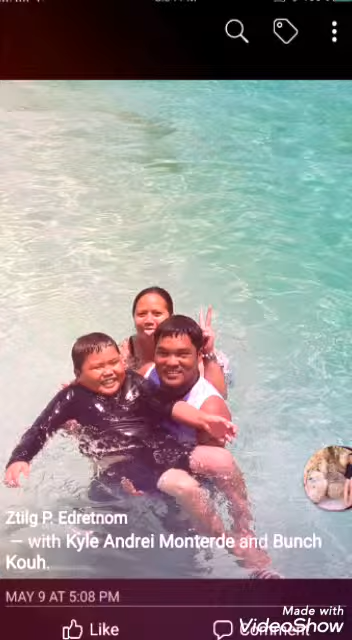 Ztilg P. Edretnom
— with Kyle Andrei Monterde and Bunch
Kouh.
MAY 9 AT 5:08 PM
Made with
Like
VideoShow